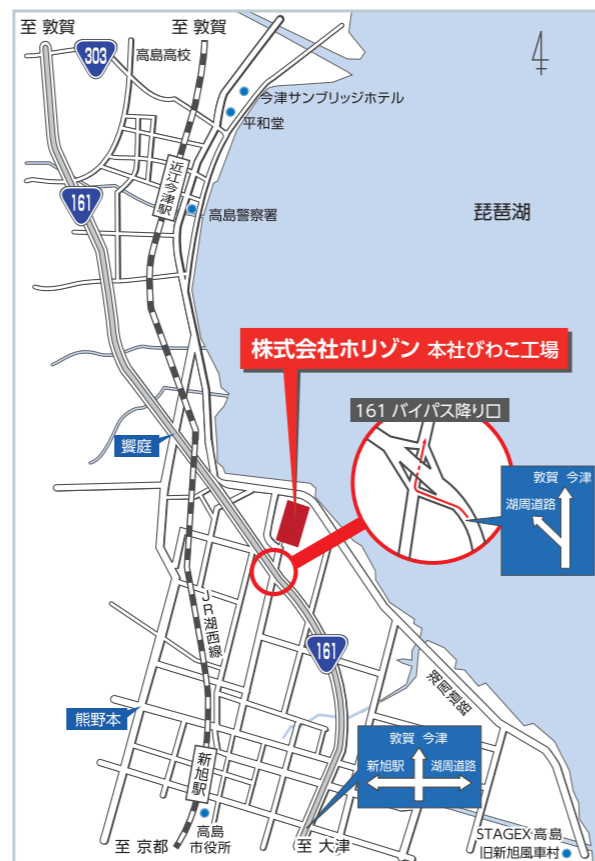 至 敦賀
至 敦賀
303
高島高校
4
今津サンブリッジホテル
平和堂
近江今津駅
161
高島警察署
琵琶湖
株式会社ホリゾン 本社びわこ工場
161 バイパス降り口
饗庭
敦賀 今津
湖周道路
JR湖西線
161
湖周道路
熊野本
敦賀 今津
新旭駅
湖周道路
新旭駅
高島
市役所
至 京都
至 大津
STAGEX 高島
旧新旭風車村